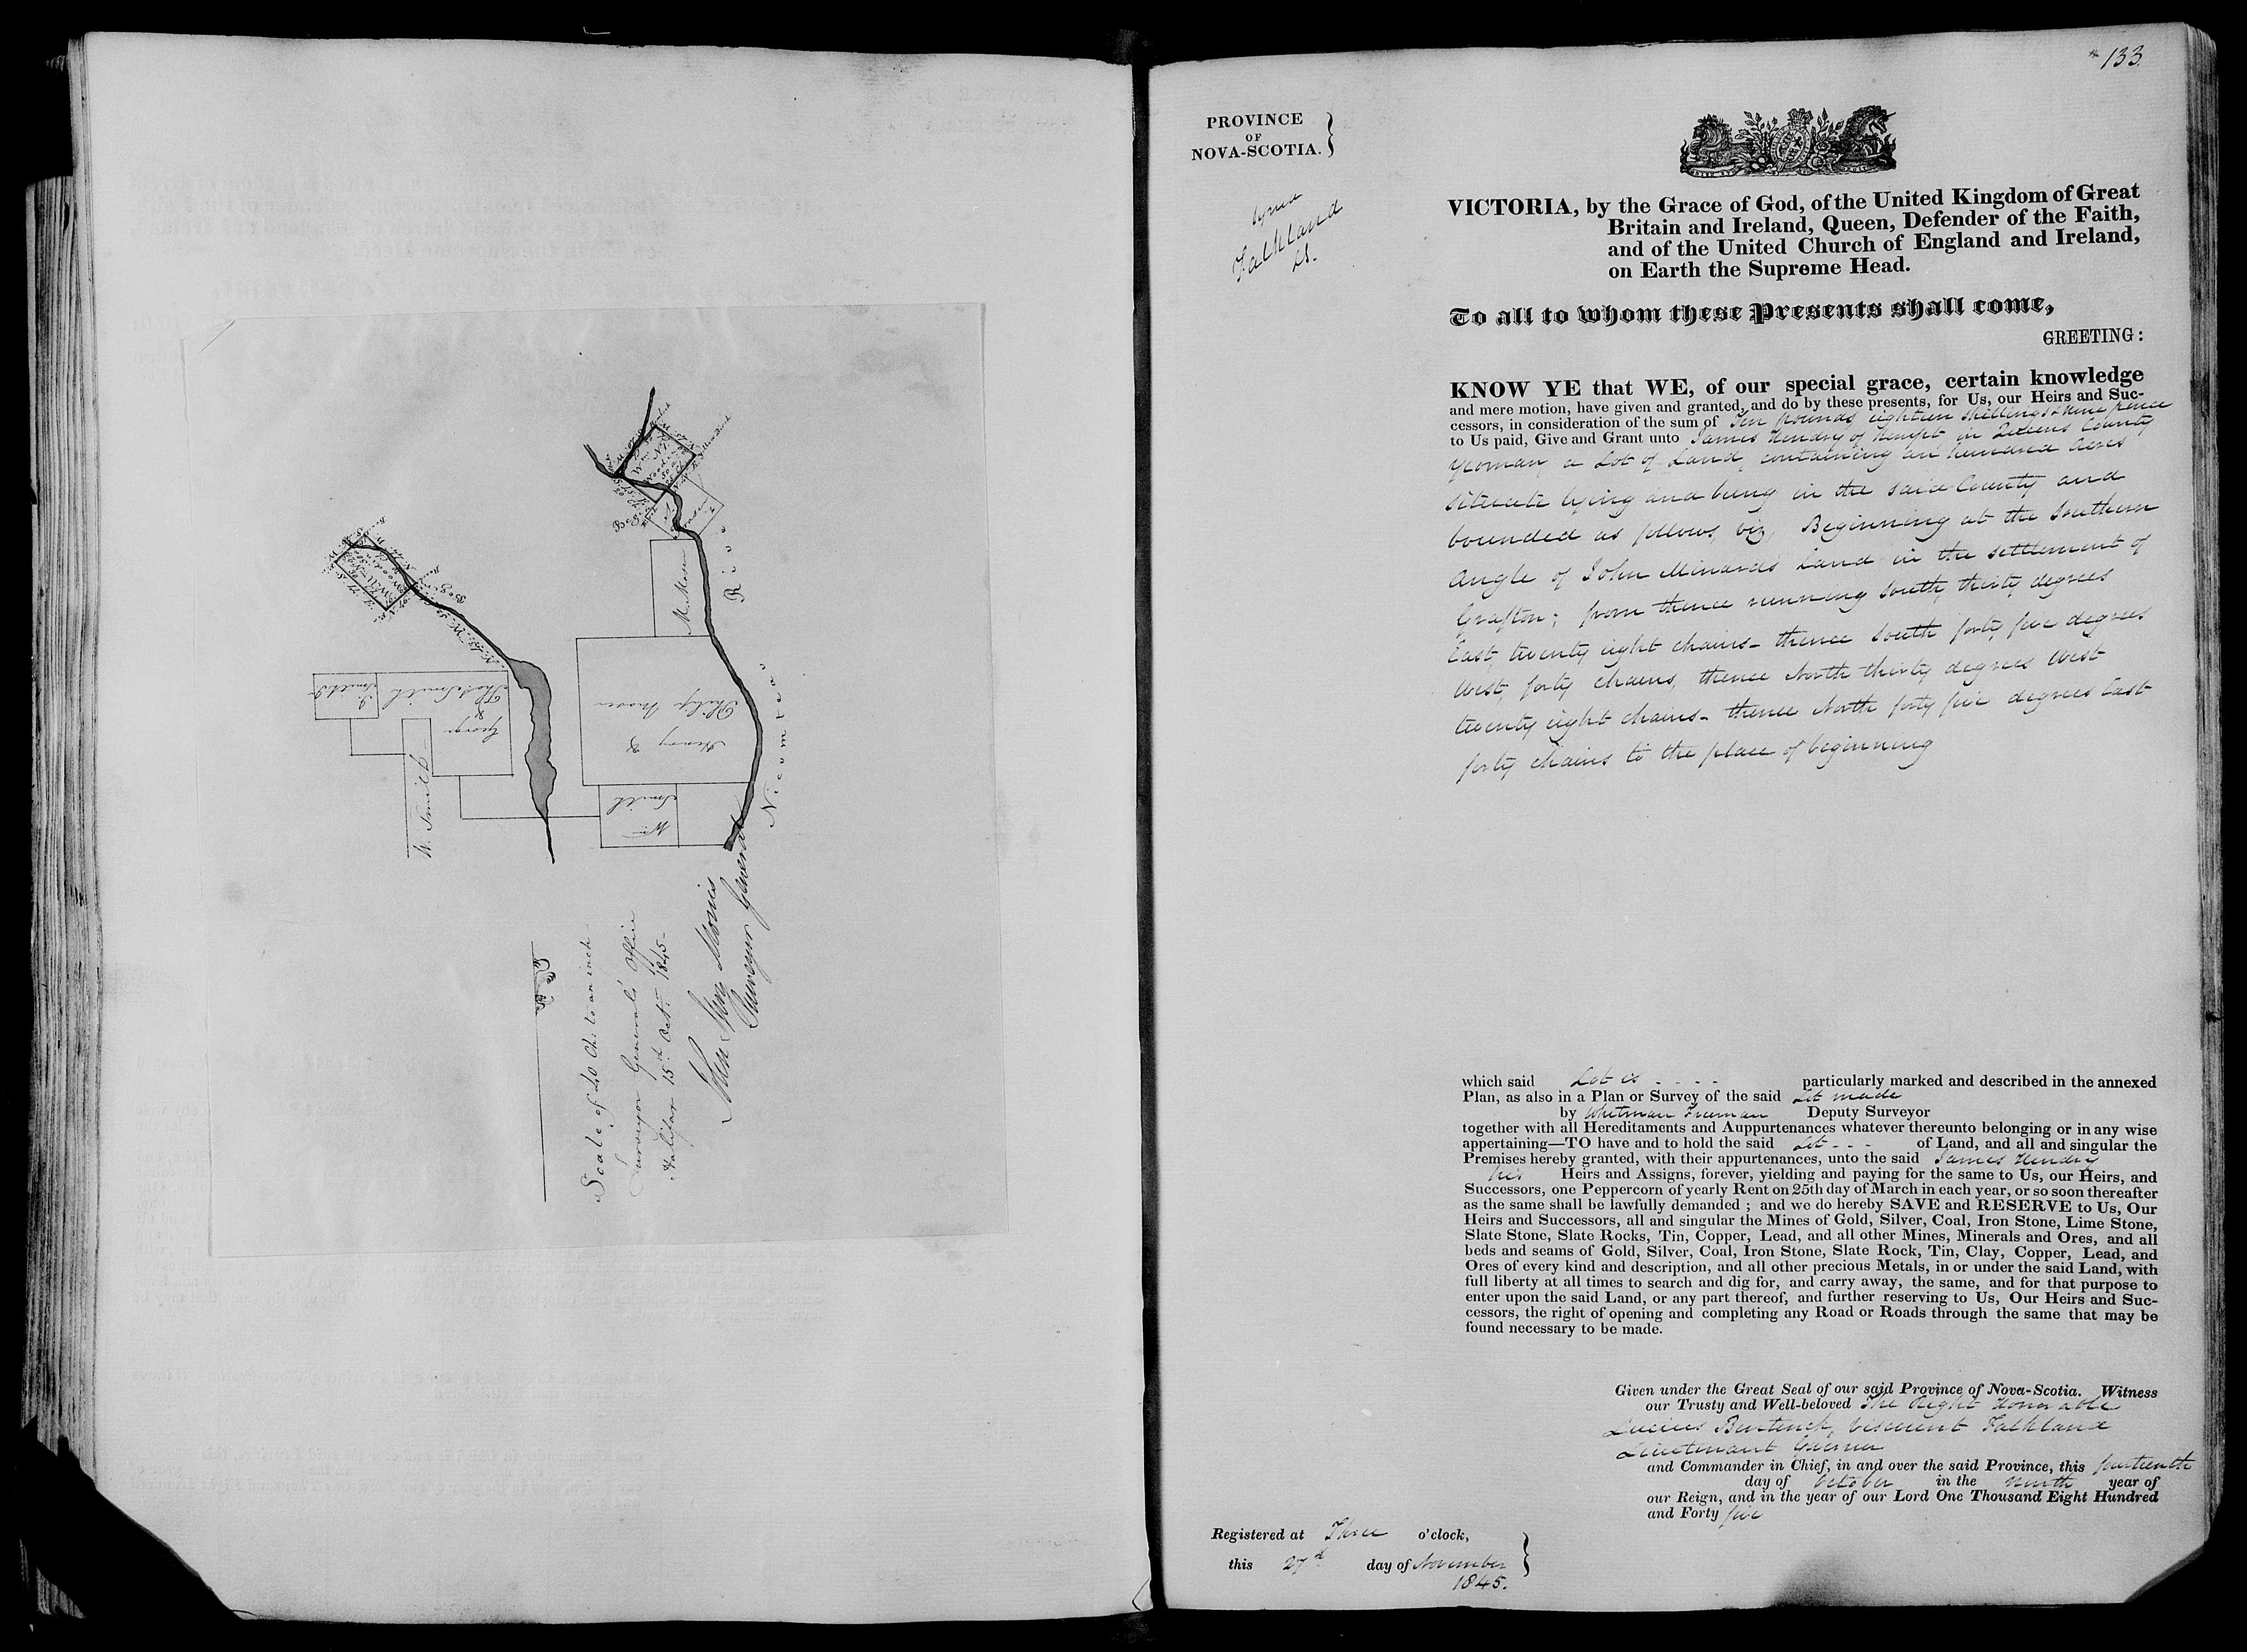 Henry &
Philip Moser
M. Moser
Wm
Smith
George
&
Thos Smith
J.
Smith
W. Smith
Nicomteau
River
Scale of 40 Ch. to an inch
Surveyor General's Office
Halifax 15th Oct. 1845-
John Spry Morris
Surveyor General
133
PROVINCE
OF
NOVA-SCOTIA.
signed
Falkland
LS.
VICTORIA, by the Grace of God, of the United Kingdom of Great
Britain and Ireland, Queen, Defender of the Faith,
and of the United Church of England and Ireland,
on Earth the Supreme Head.
To all to whom these Presents shall come,
GREETING:
KNOW YE that WE, of our special grace, certain knowledge
and mere motion, have given and granted, and do by these presents, for Us, our Heirs and Suc-
cessors, in consideration of the sum of Ten pounds eighteen shillings & nine pence
to Us paid, Give and Grant unto James Hendry of Kempt in Queens County
Yeoman, a Lot of Land, containing an hundred acres
situate lying and being in the said County and
bounded as follows, viz, Beginning at the Southern
angle of John Minards Land in the settlement of
Grafton; from thence running South, thirty degrees
East, twenty eight chains- thence South forty five degrees
West, forty chains, thence North thirty degrees West
twenty eight chains- thence North forty five degrees East
forty chains to the place of beginning
which said Lot is - - - - particularly marked and described in the annexed
Plan, as also in a Plan or Survey of the said Lot made
by Whitman Freeman Deputy Surveyor
together with all Hereditaments and Auppurtenances whatever thereunto belonging or in any wise
appertaining—TO have and to hold the said Lot - - - of Land, and all and singular the
Premises hereby granted, with their appurtenances, unto the said James Hendry
his Heirs and Assigns, forever, yielding and paying for the same to Us, our Heirs, and
Successors, one Peppercorn of yearly Rent on 25th day of March in each year, or so soon thereafter
as the same shall be lawfully demanded ; and we do hereby SAVE and RESERVE to Us, Our
Heirs and Successors, all and singular the Mines of Gold, Silver, Coal, Iron Stone, Lime Stone,
Slate Stone, Slate Rocks, Tin, Copper, Lead, and all other Mines, Minerals and Ores, and all
beds and seams of Gold, Silver, Coal, Iron Stone, Slate Rock, Tin, Clay, Copper, Lead, and
Ores of every kind and description, and all other precious Metals, in or under the said Land, with
full liberty at all times to search and dig for, and carry away, the same, and for that purpose to
enter upon the said Land, or any part thereof, and further reserving to Us, Our Heirs and Suc-
cessors, the right of opening and completing any Road or Roads through the same that may be
found necessary to be made.
Given under the Great Seal of our said Province of Nova-Scotia. Witness
our Trusty and Well-beloved The Right Honorable
Lucius Bentinck, Viscount Falkland
Lieutenant Governor
and Commander in Chief, in and over the said Province, this fourteenth
day of October in the ninth year of
our Reign, and in the year of our Lord One Thousand Eight Hundred
and Forty five
Registered at Three o'clock,
this 27th day of November
1845.